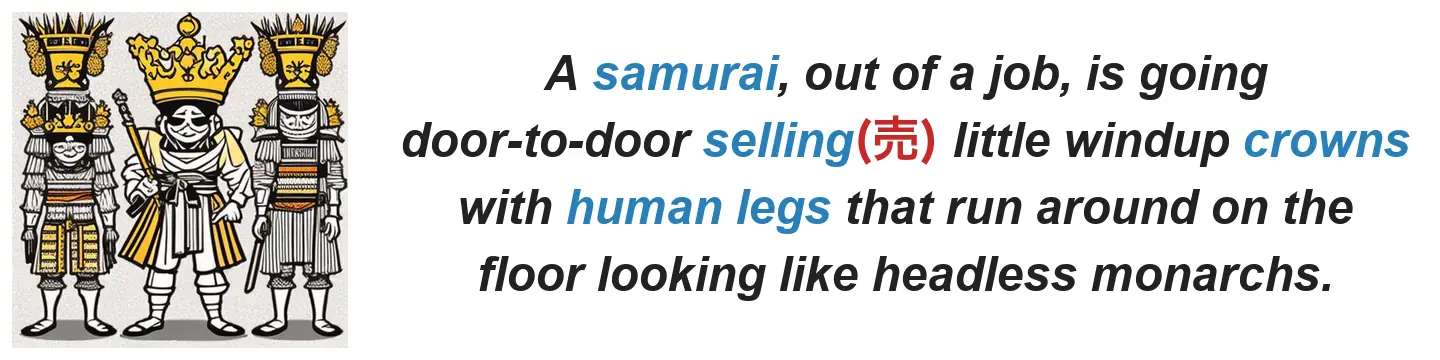 A samurai, out of a job, is going
door-to-door selling(売) little windup crowns
with human legs that run around on the
floor looking like headless monarchs.